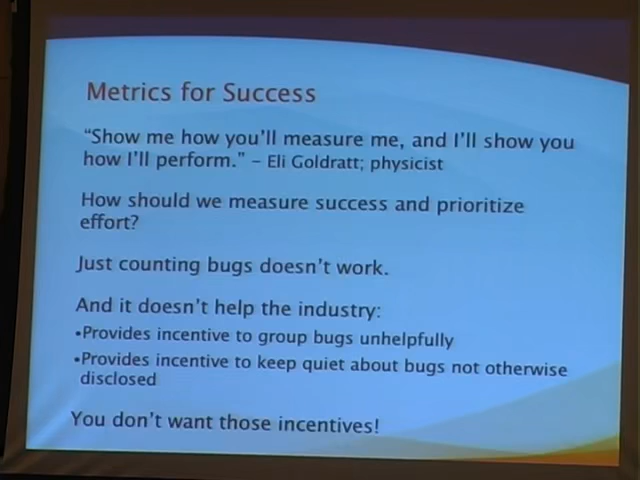 Metrics for Success
“Show me how you’ll measure me, and I’ll show you
how I’ll perform.” – Eli Goldratt; physicist
How should we measure success and prioritize
effort?
Just counting bugs doesn’t work.
And it doesn’t help the industry:
•Provides incentive to group bugs unhelpfully
•Provides incentive to keep quiet about bugs not otherwise
disclosed
You don’t want those incentives!